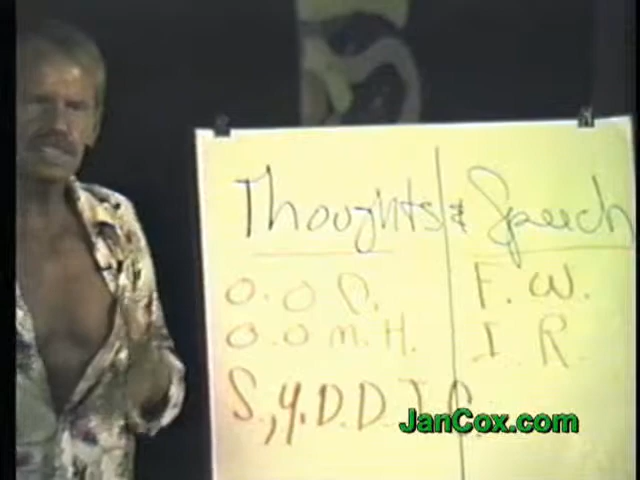 Thoughts & Speech
O. O P. F. W.
O. O M. H. I R.
S, Y. D. D. I. P.
JanCox.com